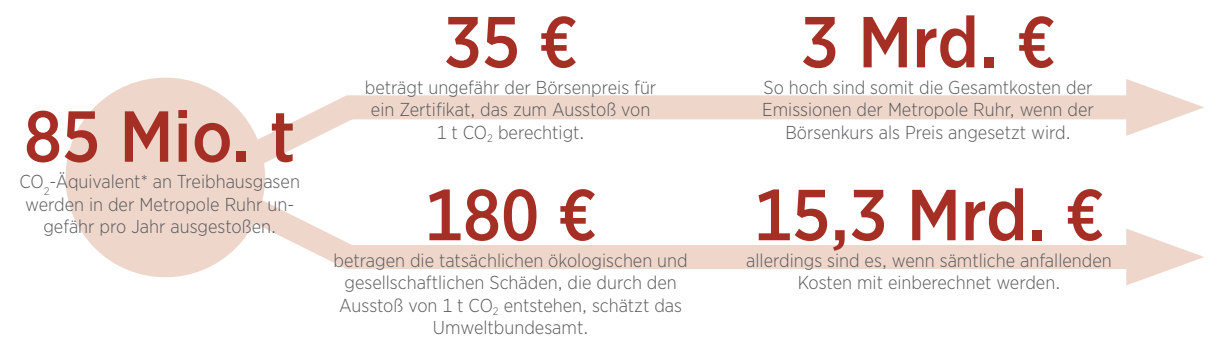 85 Mio. t
CO₂-Äquivalent* an Treibhausgasen
werden in der Metropole Ruhr un-
gefähr pro Jahr ausgestoßen.
35 €
beträgt ungefähr der Börsenpreis für
ein Zertifikat, das zum Ausstoß von
1 t CO₂ berechtigt.
3 Mrd. €
So hoch sind somit die Gesamtkosten der
Emissionen der Metropole Ruhr, wenn der
Börsenkurs als Preis angesetzt wird.
180 €
betragen die tatsächlichen ökologischen und
gesellschaftlichen Schäden, die durch den
Ausstoß von 1 t CO₂ entstehen, schätzt das
Umweltbundesamt.
15,3 Mrd. €
allerdings sind es, wenn sämtliche anfallenden
Kosten mit einberechnet werden.